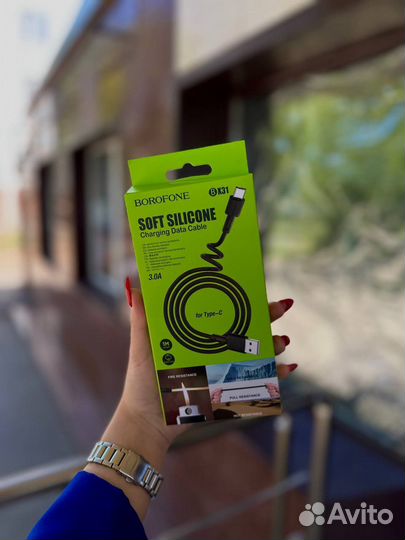 BX31
BOROFONE
SOFT SILICONE
Charging Data Cable
3.0A
for Type-C
1M
FIRE RESISTANCE
PULL RESISTANCE
Avito